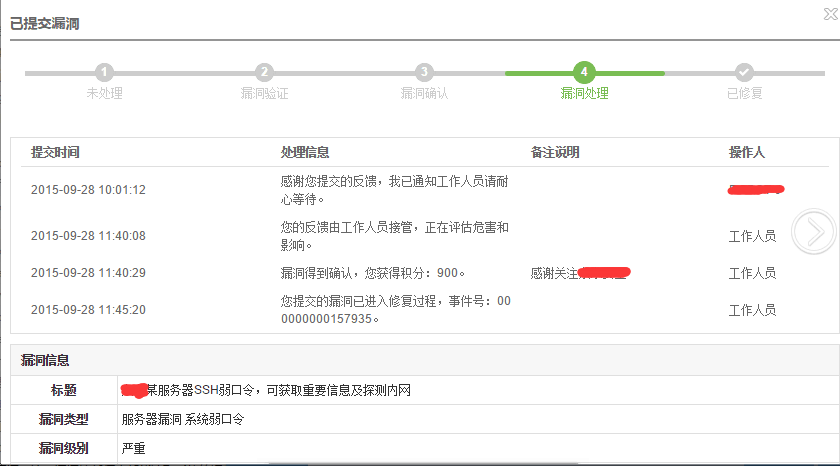 已提交漏洞
1
2
3
4
未处理
漏洞验证
漏洞确认
漏洞处理
已修复
提交时间 处理信息 备注说明 操作人
2015-09-28 10:01:12 感谢您提交的反馈，我已通知工作人员请耐
心等待。
2015-09-28 11:40:08 您的反馈由工作人员接管，正在评估危害和 工作人员
影响。
2015-09-28 11:40:29 漏洞得到确认，您获得积分：900。 感谢关注 工作人员
2015-09-28 11:45:20 您提交的漏洞已进入修复过程，事件号：00 工作人员
0000000000157935。
漏洞信息
标题 某服务器SSH弱口令，可获取重要信息及探测内网
漏洞类型 服务器漏洞 系统弱口令
漏洞级别 严重